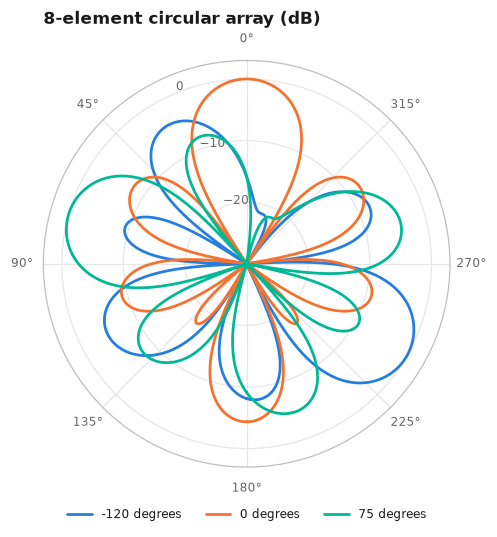 8-element circular array (dB)
0°
45°
315°
0
−10
−20
90°
270°
135°
225°
180°
-120 degrees
0 degrees
75 degrees